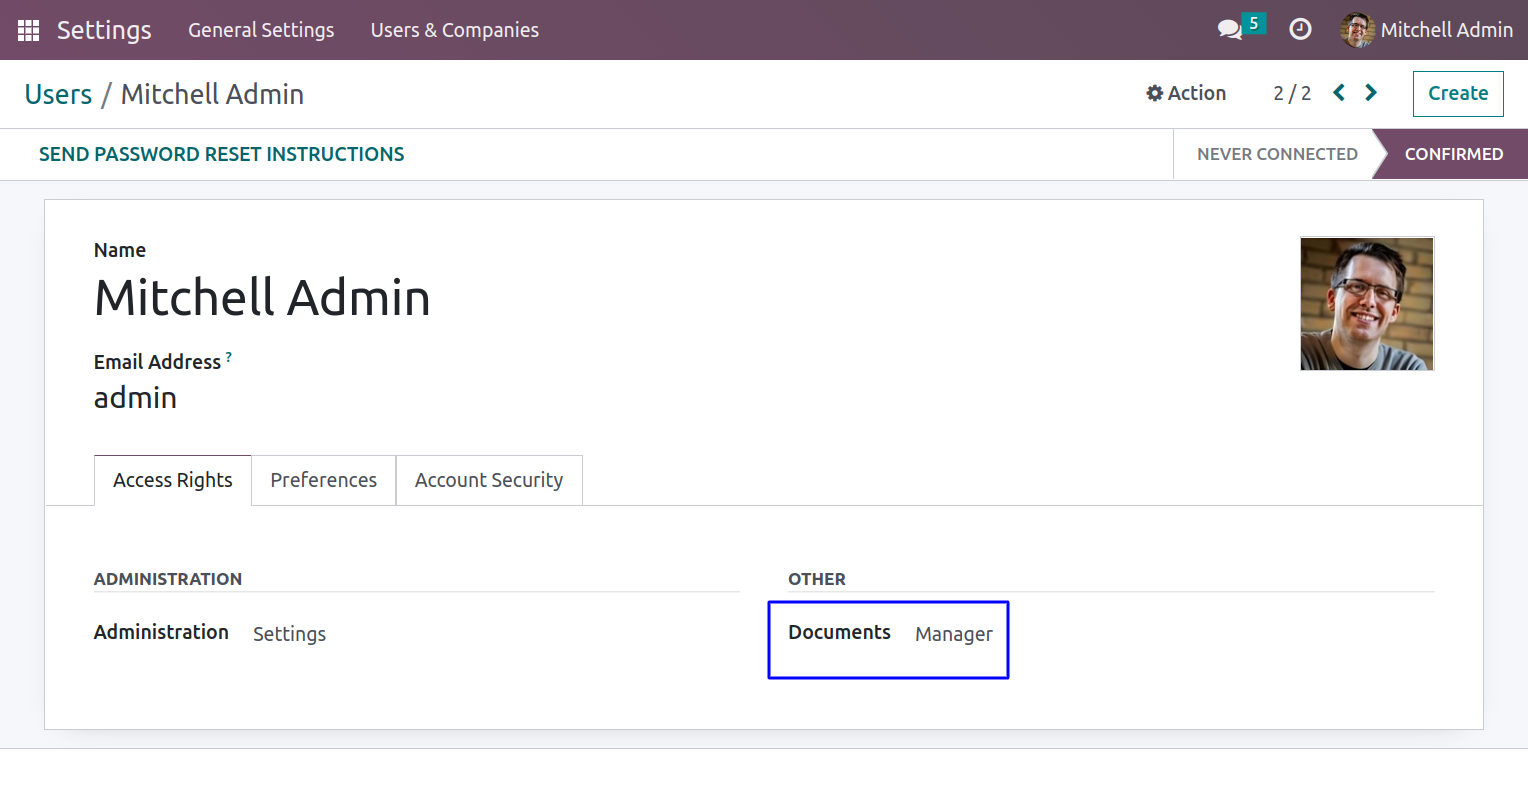 Settings General Settings Users & Companies 5 Mitchell Admin
Users / Mitchell Admin Action 2 / 2 Create
SEND PASSWORD RESET INSTRUCTIONS NEVER CONNECTED CONFIRMED
Name
Mitchell Admin
Email Address ?
admin
Access Rights Preferences Account Security
ADMINISTRATION OTHER
Administration Settings Documents Manager